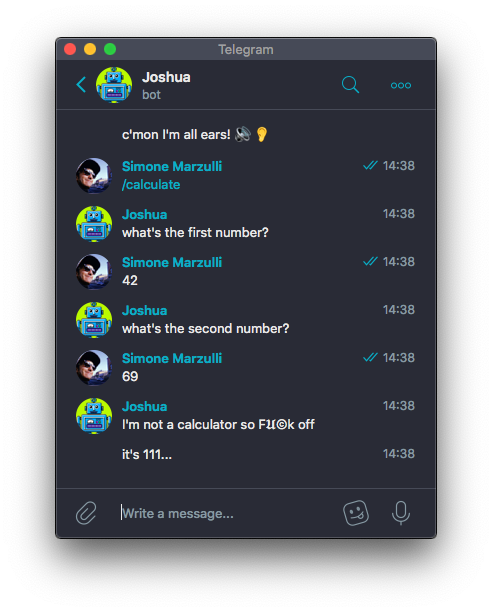 Telegram
Joshua
bot
c'mon I'm all ears! 🔊👂
Simone Marzulli 14:38
/calculate
Joshua 14:38
what's the first number?
Simone Marzulli 14:38
42
Joshua 14:38
what's the second number?
Simone Marzulli 14:38
69
Joshua 14:38
I'm not a calculator so F𝖀©k off
it's 111... 14:38
Write a message...